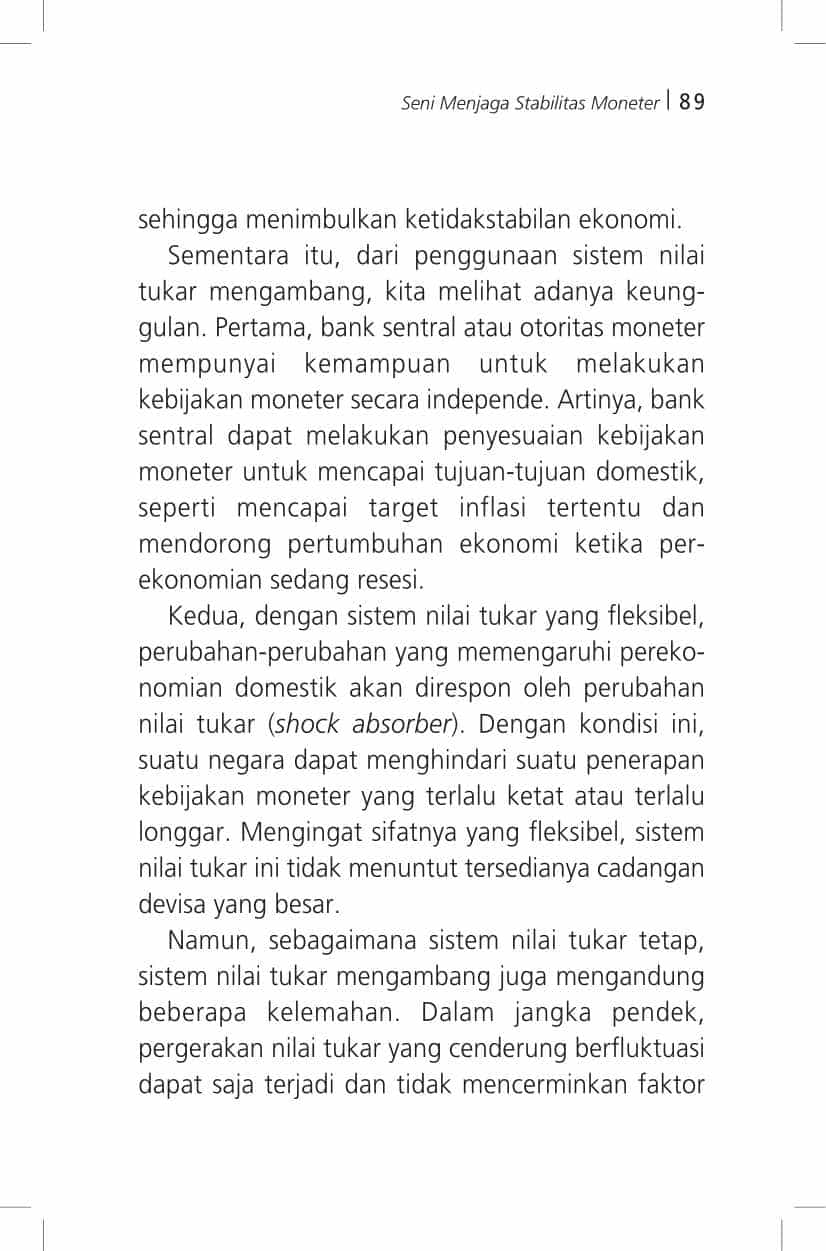 Seni Menjaga Stabilitas Moneter | 89
sehingga menimbulkan ketidakstabilan ekonomi.
Sementara itu, dari penggunaan sistem nilai
tukar mengambang, kita melihat adanya keung-
gulan. Pertama, bank sentral atau otoritas moneter
mempunyai kemampuan untuk melakukan
kebijakan moneter secara independe. Artinya, bank
sentral dapat melakukan penyesuaian kebijakan
moneter untuk mencapai tujuan-tujuan domestik,
seperti mencapai target inflasi tertentu dan
mendorong pertumbuhan ekonomi ketika per-
ekonomian sedang resesi.
Kedua, dengan sistem nilai tukar yang fleksibel,
perubahan-perubahan yang memengaruhi pereko-
nomian domestik akan direspon oleh perubahan
nilai tukar (shock absorber). Dengan kondisi ini,
suatu negara dapat menghindari suatu penerapan
kebijakan moneter yang terlalu ketat atau terlalu
longgar. Mengingat sifatnya yang fleksibel, sistem
nilai tukar ini tidak menuntut tersedianya cadangan
devisa yang besar.
Namun, sebagaimana sistem nilai tukar tetap,
sistem nilai tukar mengambang juga mengandung
beberapa kelemahan. Dalam jangka pendek,
pergerakan nilai tukar yang cenderung berfluktuasi
dapat saja terjadi dan tidak mencerminkan faktor